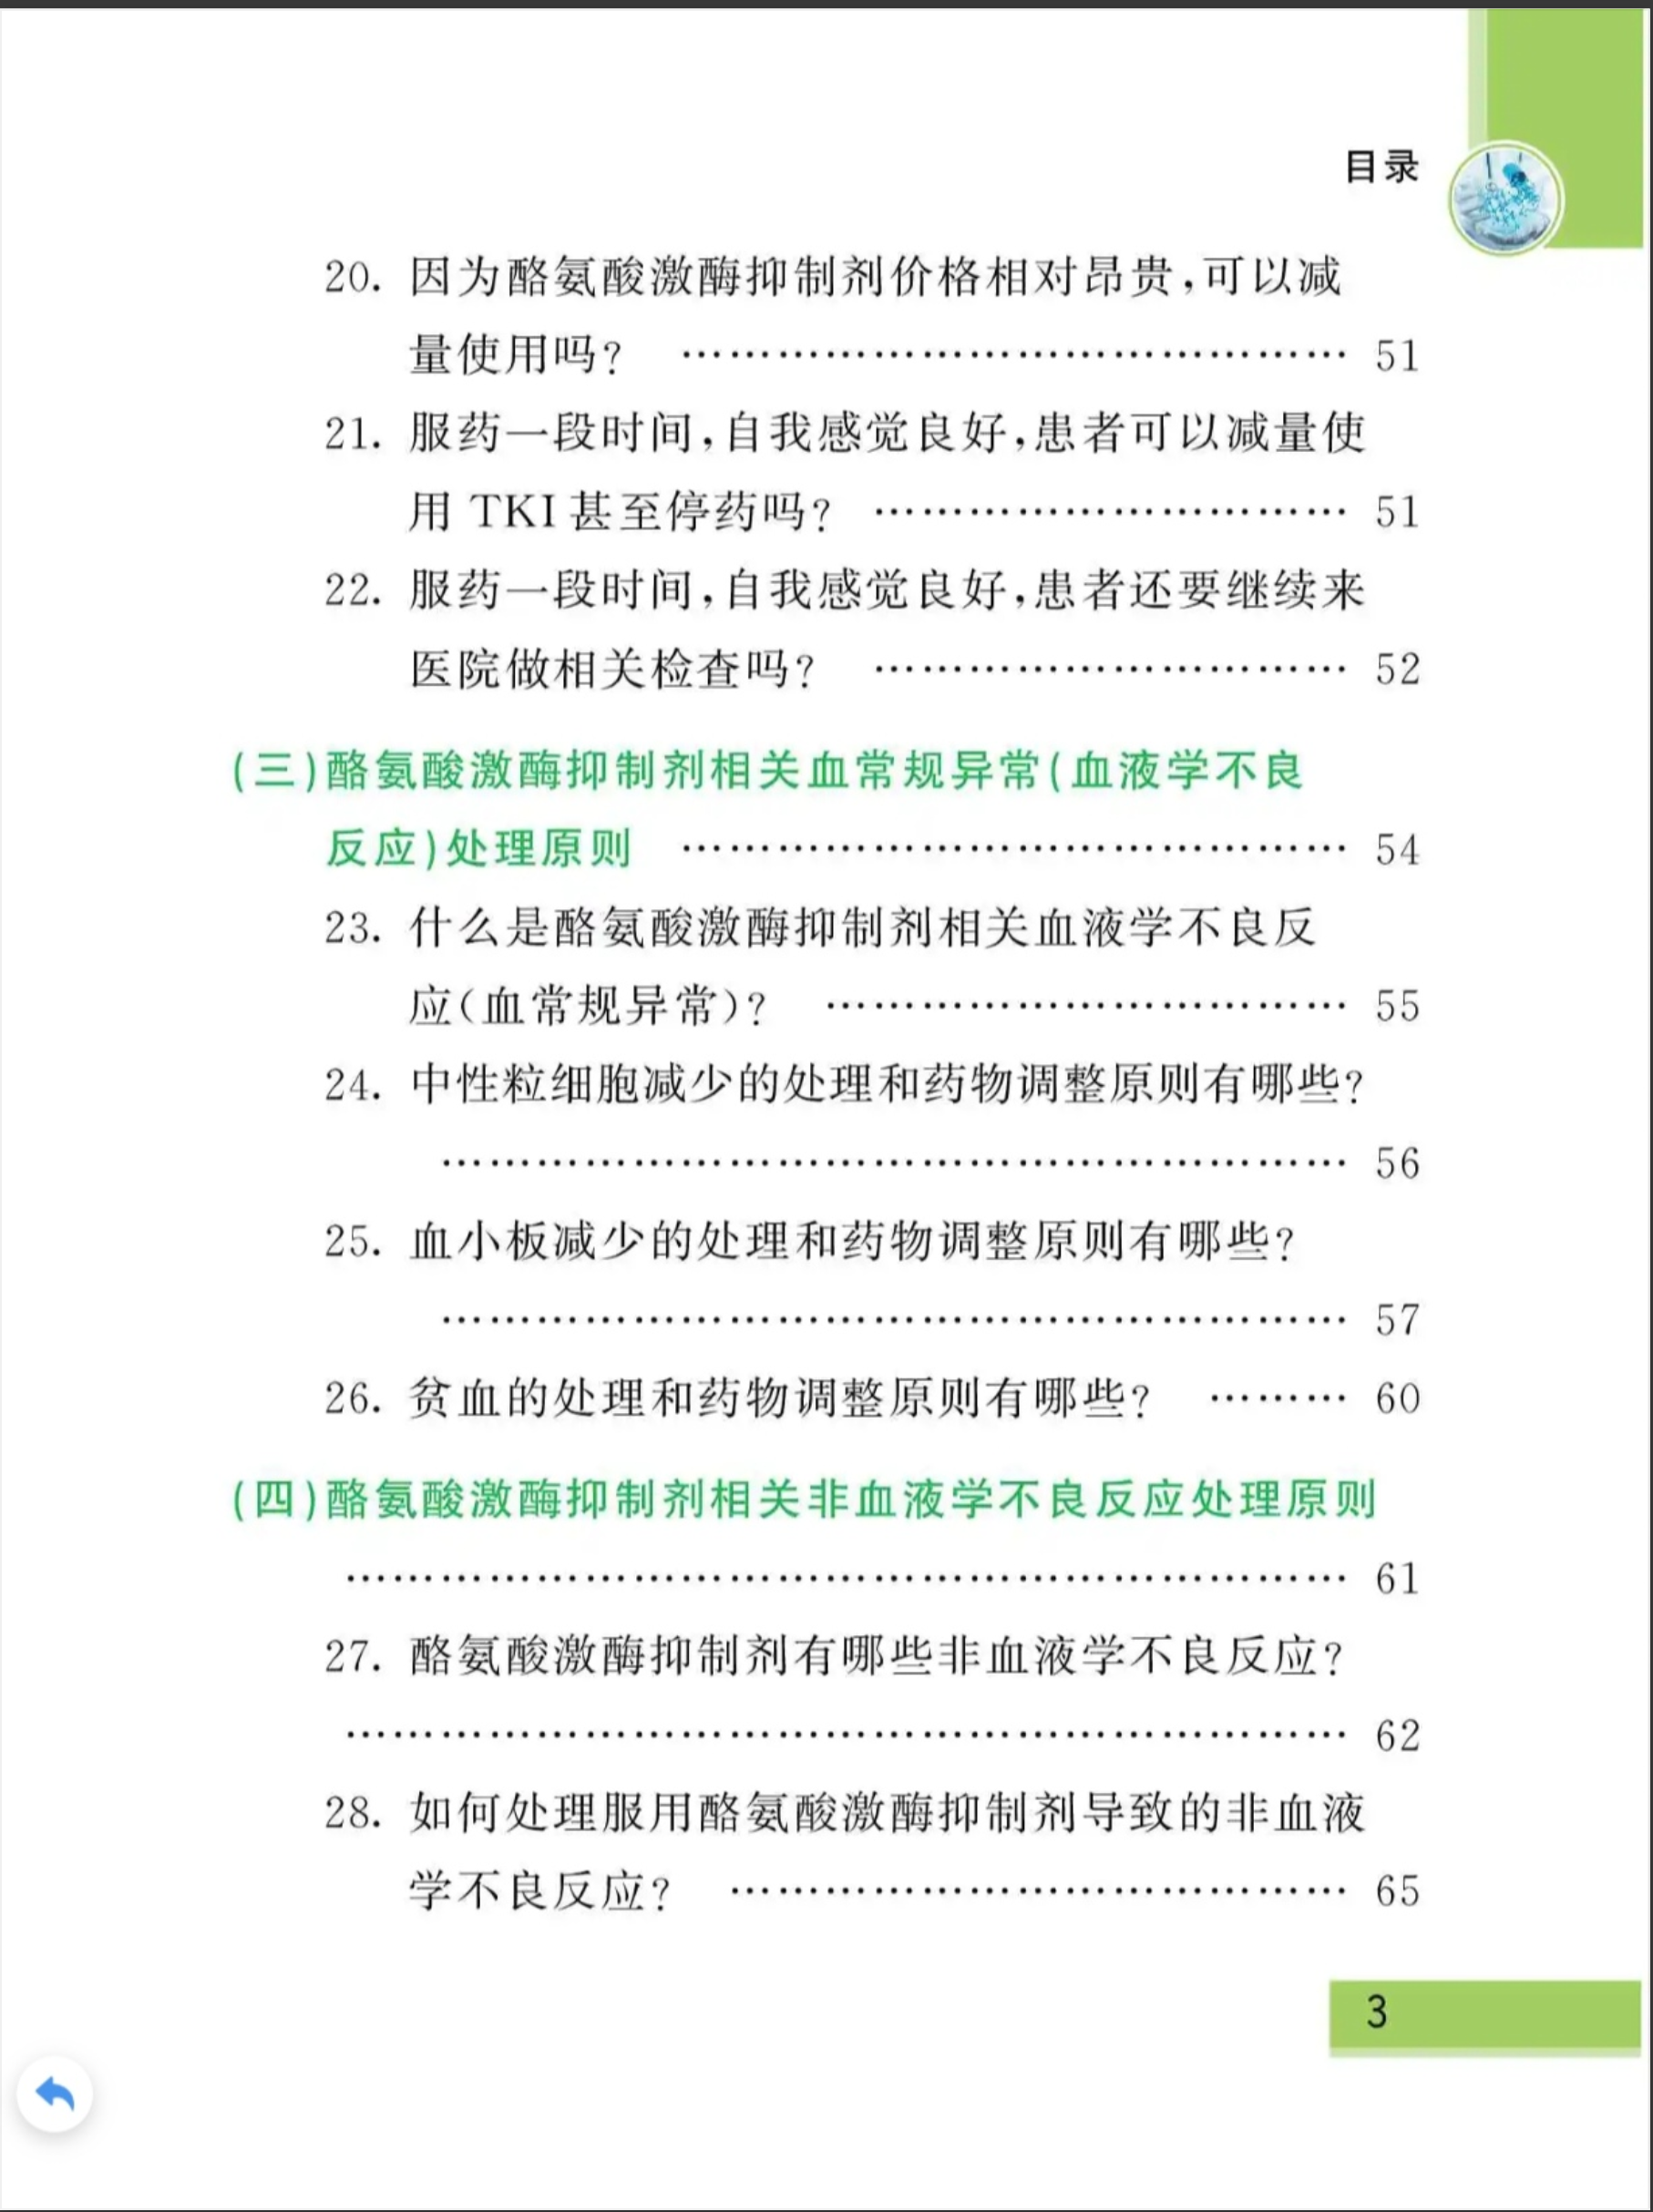 目录
20. 因为酪氨酸激酶抑制剂价格相对昂贵,可以减
量使用吗? …………………………………… 51
21. 服药一段时间,自我感觉良好,患者可以减量使
用 TKI 甚至停药吗? ………………………… 51
22. 服药一段时间,自我感觉良好,患者还要继续来
医院做相关检查吗? ………………………… 52
(三)酪氨酸激酶抑制剂相关血常规异常(血液学不良
反应)处理原则 …………………………………… 54
23. 什么是酪氨酸激酶抑制剂相关血液学不良反
应(血常规异常)? …………………………… 55
24. 中性粒细胞减少的处理和药物调整原则有哪些?
………………………………………………… 56
25. 血小板减少的处理和药物调整原则有哪些?
………………………………………………… 57
26. 贫血的处理和药物调整原则有哪些? ……… 60
(四)酪氨酸激酶抑制剂相关非血液学不良反应处理原则
……………………………………………………… 61
27. 酪氨酸激酶抑制剂有哪些非血液学不良反应?
……………………………………………………… 62
28. 如何处理服用酪氨酸激酶抑制剂导致的非血液
学不良反应? ………………………………… 65
3